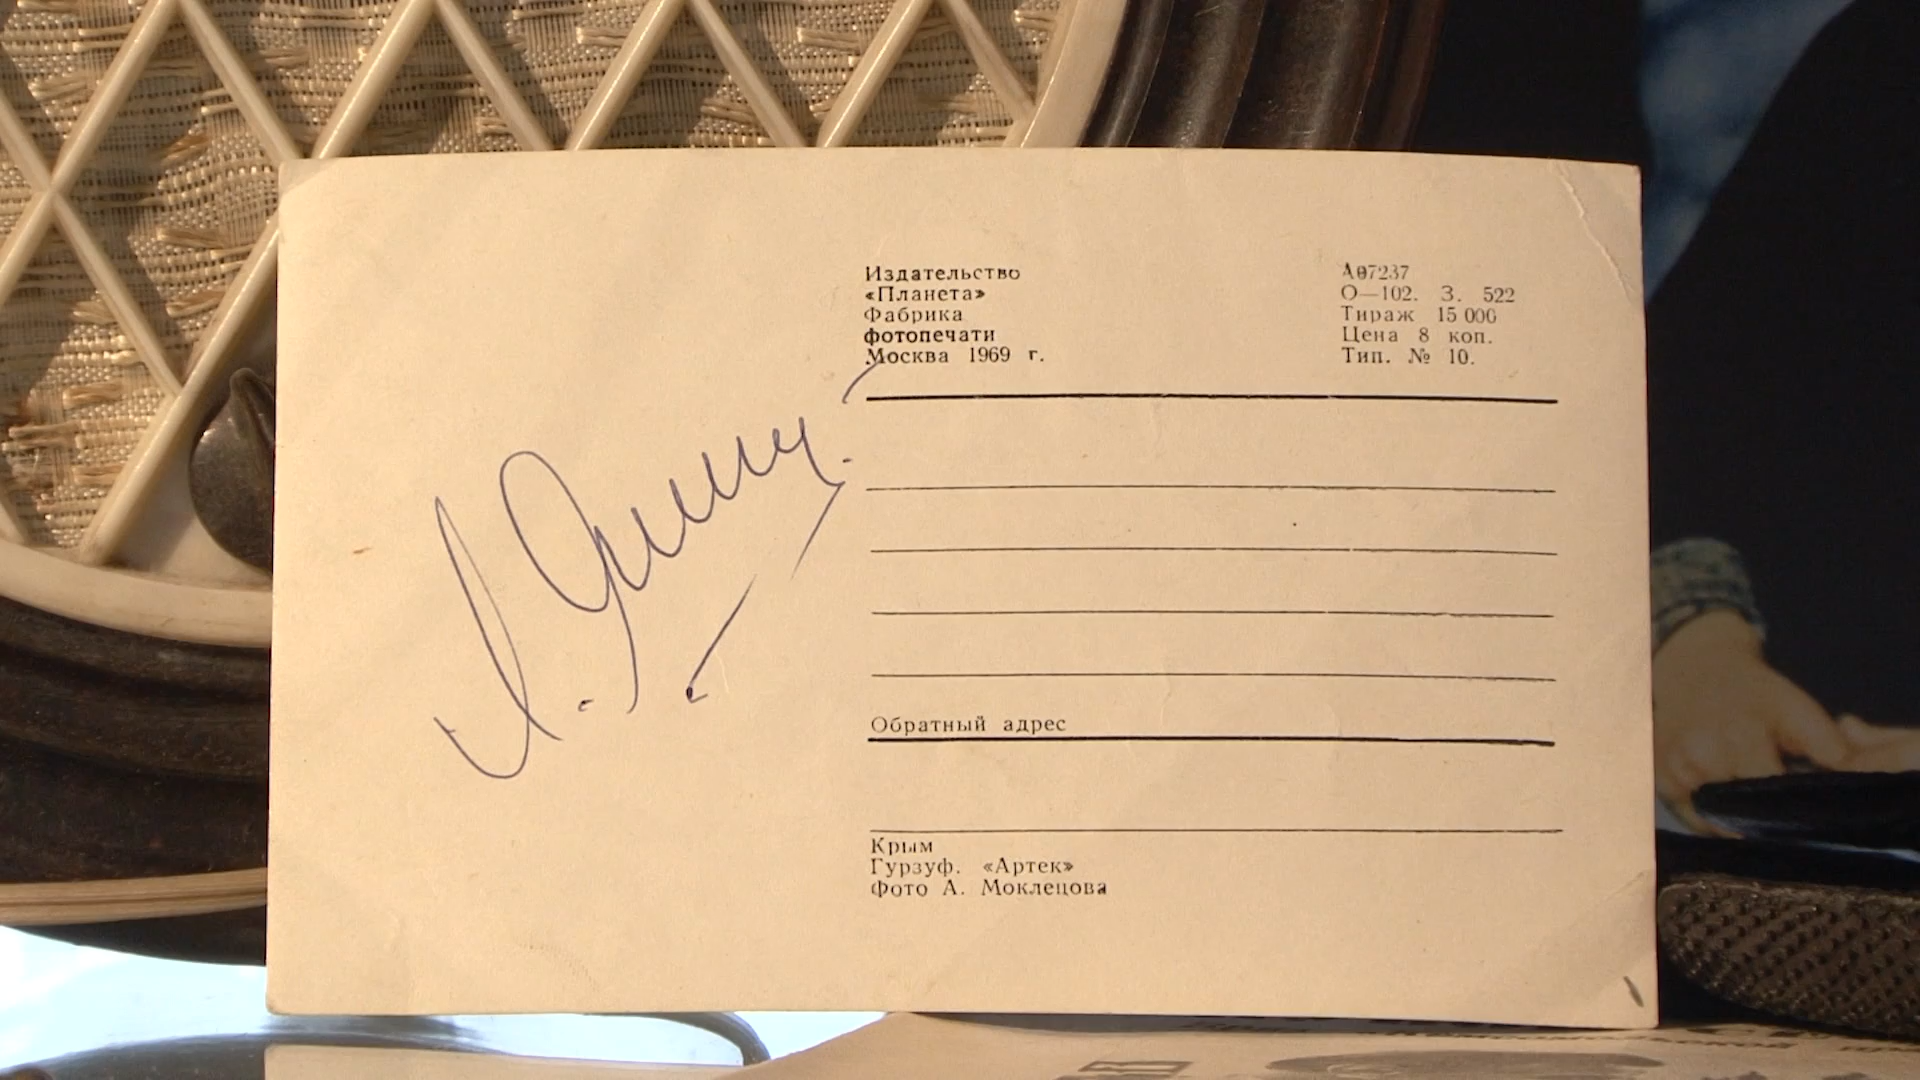 Издательство
«Планета»
Фабрика
фотопечати
Москва 1969 г.
А07237
О—102. З. 522
Тираж 15 000
Цена 8 коп.
Тип. № 10.
Л. Яшин
Обратный адрес
Крым
Гурзуф. «Артек»
Фото А. Моклецова